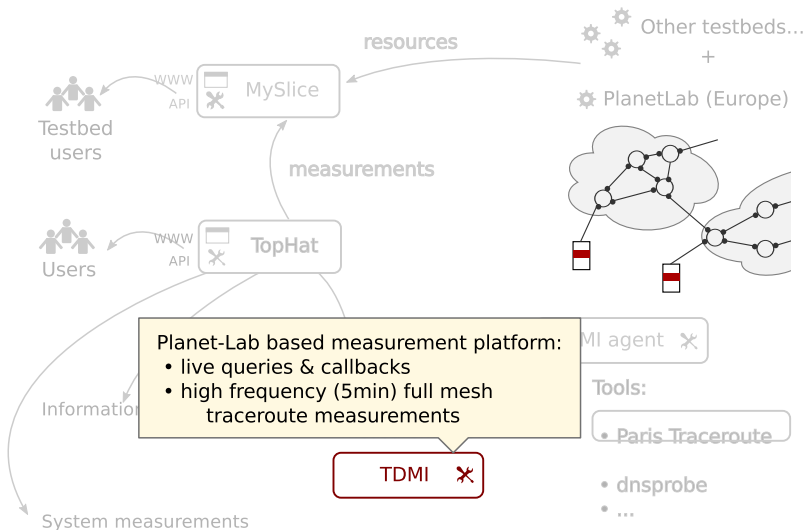 resources
Other testbeds...
+
WWW
API
MySlice
PlanetLab (Europe)
Testbed
users
measurements
WWW
API
TopHat
Users
Planet-Lab based measurement platform:
• live queries & callbacks
• high frequency (5min) full mesh
traceroute measurements
MI agent
Tools:
Information
• Paris Traceroute
TDMI
• dnsprobe
• ...
System measurements